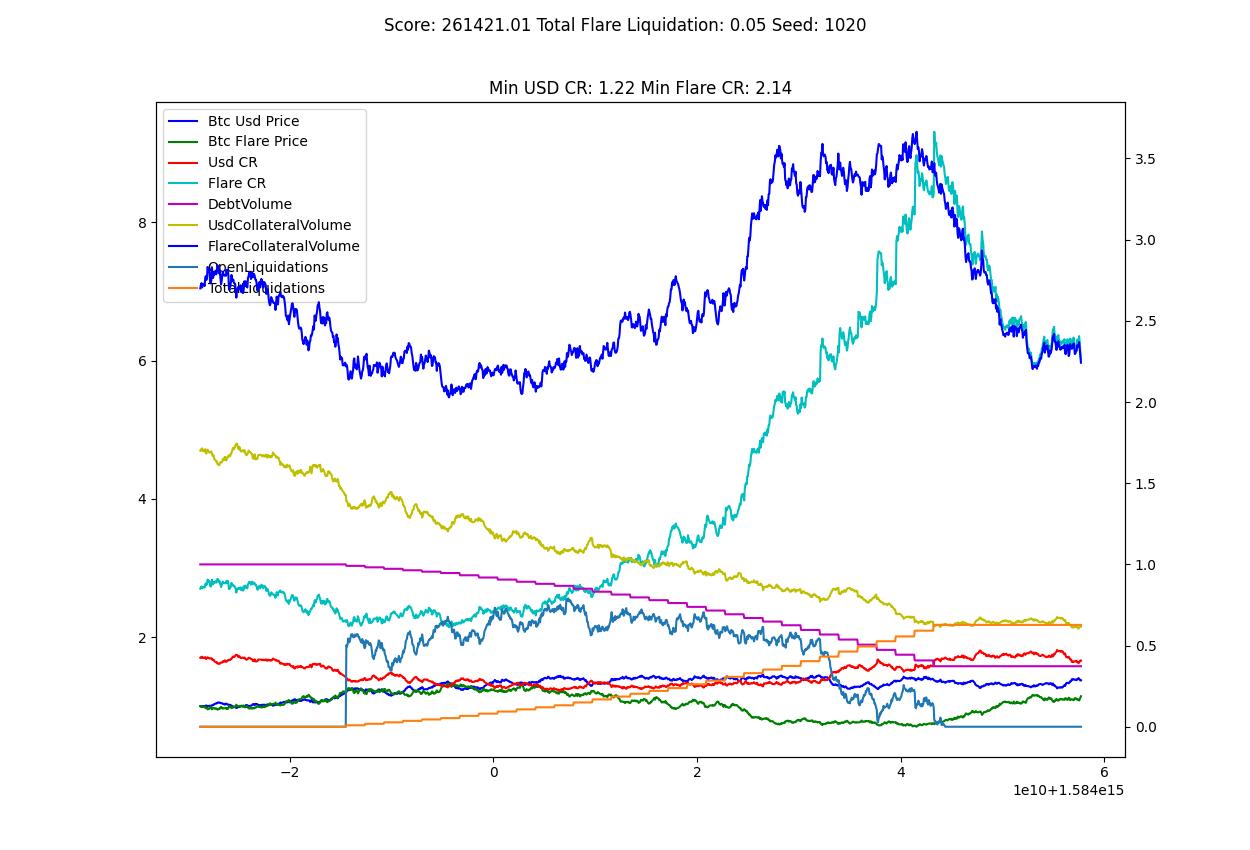 Score: 261421.01 Total Flare Liquidation: 0.05 Seed: 1020
Min USD CR: 1.22 Min Flare CR: 2.14
Btc Usd Price
Btc Flare Price
Usd CR
Flare CR
DebtVolume
UsdCollateralVolume
FlareCollateralVolume
OpenLiquidations
TotalLiquidations
8
6
4
2
3.5
3.0
2.5
2.0
1.5
1.0
0.5
0.0
−2 0 2 4 6
1e10+1.584e15